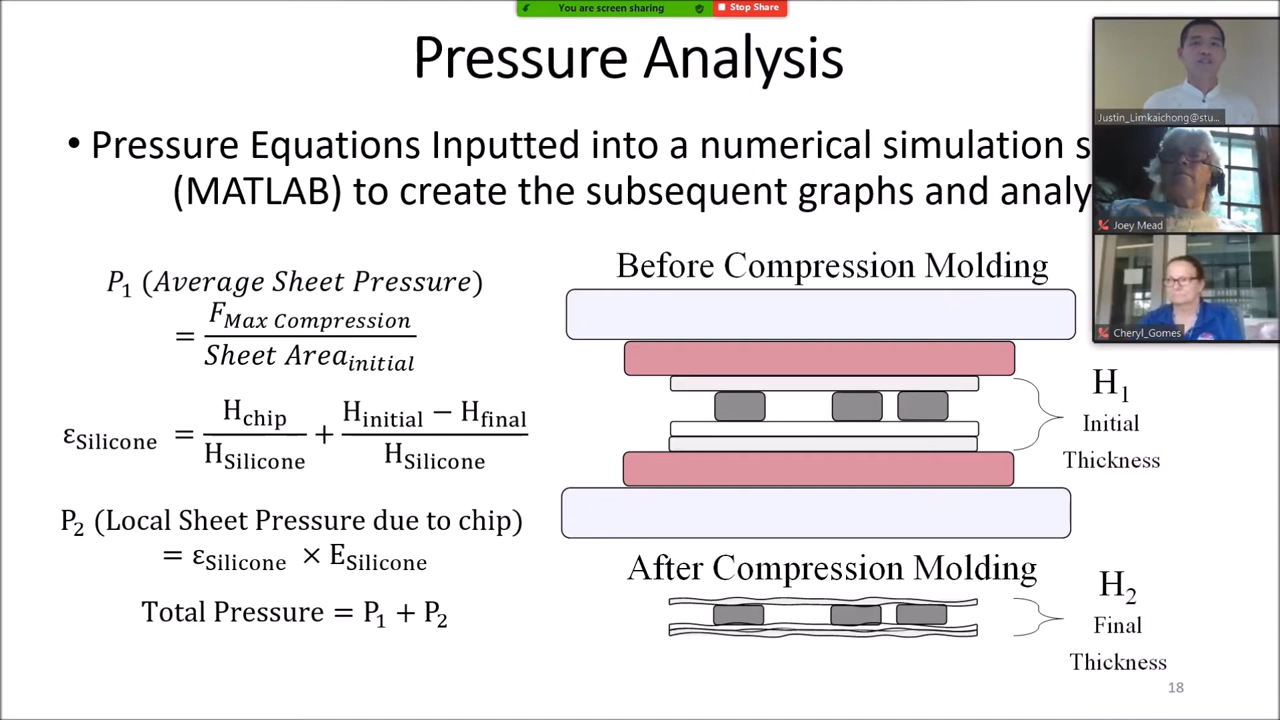 You are screen sharing
Stop Share
Pressure Analysis
• Pressure Equations Inputted into a numerical simulation
(MATLAB) to create the subsequent graphs and
P₁ (Average Sheet Pressure)
= F_Max Compression / Sheet Area_initial
ε_Silicone = H_chip / H_Silicone + H_initial − H_final / H_Silicone
P₂ (Local Sheet Pressure due to chip)
= ε_Silicone × E_Silicone
Total Pressure = P₁ + P₂
Before Compression Molding
H₁
Initial
Thickness
After Compression Molding
H₂
Final
Thickness
18
Justin_Limkaichong@stu...
Joey Mead
Cheryl_Gomes